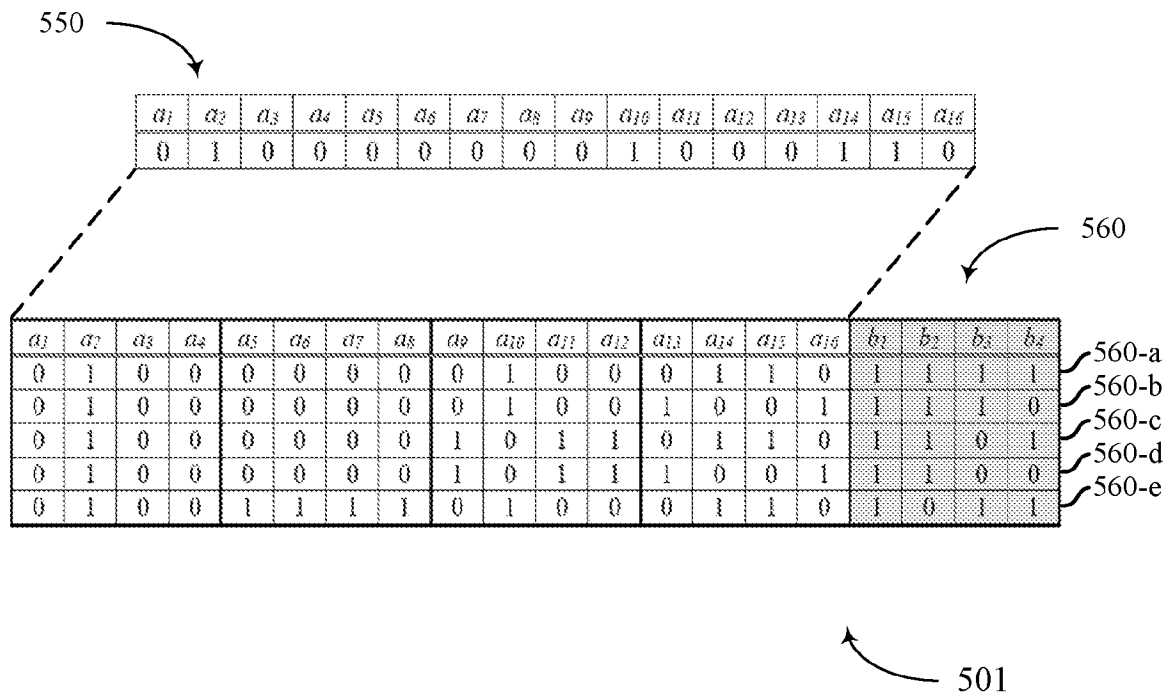 550
a1 a2 a3 a4 a5 a6 a7 a8 a9 a10 a11 a12 a13 a14 a15 a16
0 1 0 0 0 0 0 0 0 1 0 0 0 1 1 0
560
a1 a2 a3 a4 a5 a6 a7 a8 a9 a10 a11 a12 a13 a14 a15 a16 b1 b2 b3 b4
0 1 0 0 0 0 0 0 0 1 0 0 0 1 1 0 1 1 1 1 560-a
0 1 0 0 0 0 0 0 0 1 0 0 1 0 0 1 1 1 1 0 560-b
0 1 0 0 0 0 0 0 1 0 1 1 0 1 1 0 1 1 0 1 560-c
0 1 0 0 0 0 0 0 1 0 1 1 1 0 0 1 1 1 0 0 560-d
0 1 0 0 1 1 1 1 0 1 0 0 0 1 1 0 1 0 1 1 560-e
501